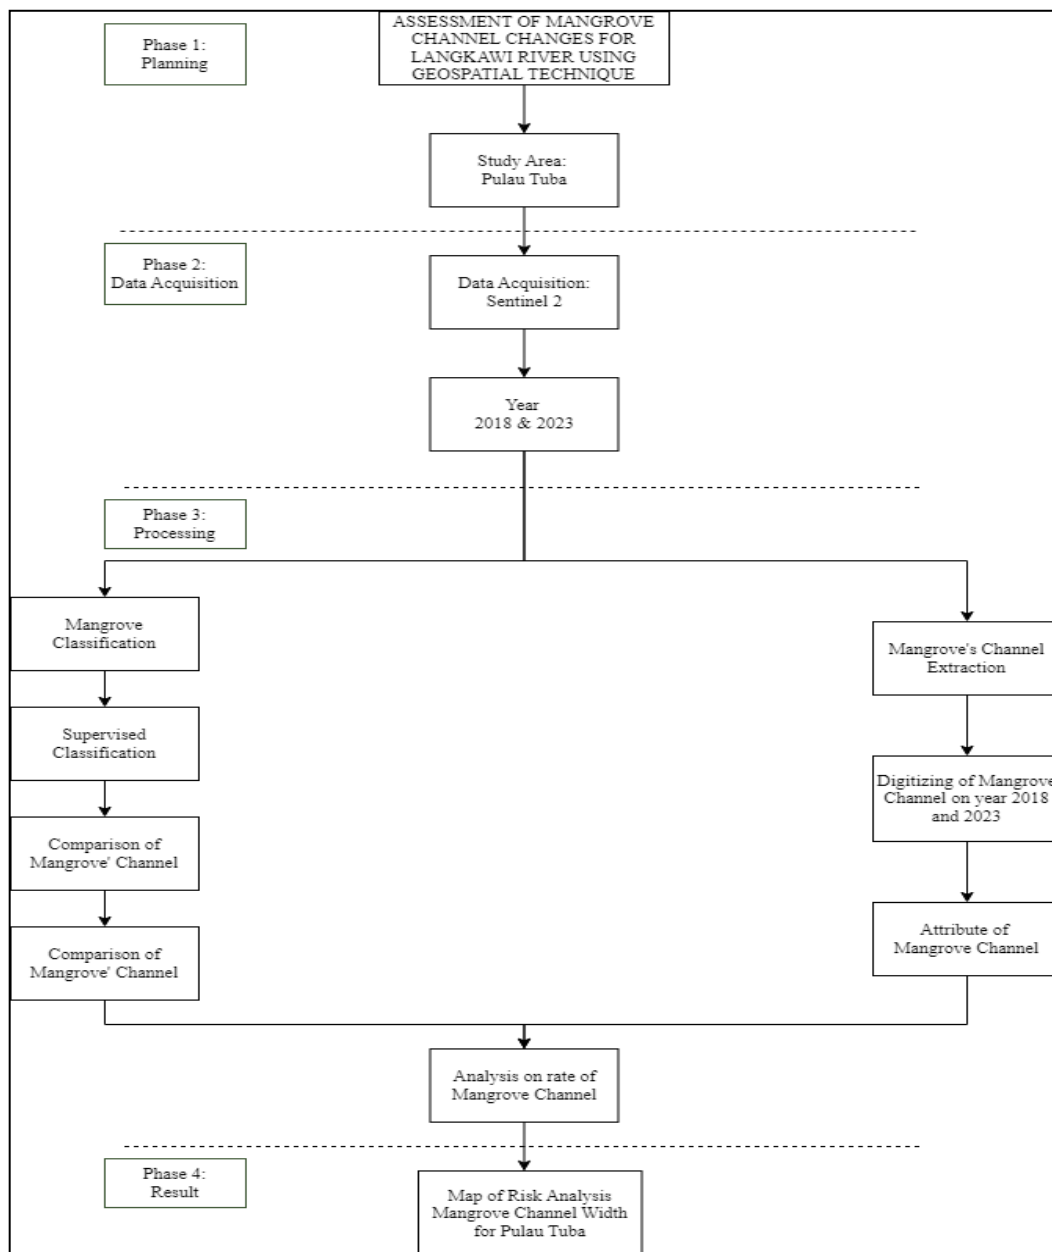 Phase 1:
Planning
ASSESSMENT OF MANGROVE
CHANNEL CHANGES FOR
LANGKAWI RIVER USING
GEOSPATIAL TECHNIQUE
Study Area:
Pulau Tuba
Phase 2:
Data Acquisition
Data Acquisition:
Sentinel 2
Year
2018 & 2023
Phase 3:
Processing
Mangrove
Classification
Supervised
Classification
Comparison of
Mangrove' Channel
Comparison of
Mangrove' Channel
Mangrove's Channel
Extraction
Digitizing of Mangrove
Channel on year 2018
and 2023
Attribute of
Mangrove Channel
Analysis on rate of
Mangrove Channel
Phase 4:
Result
Map of Risk Analysis
Mangrove Channel Width
for Pulau Tuba